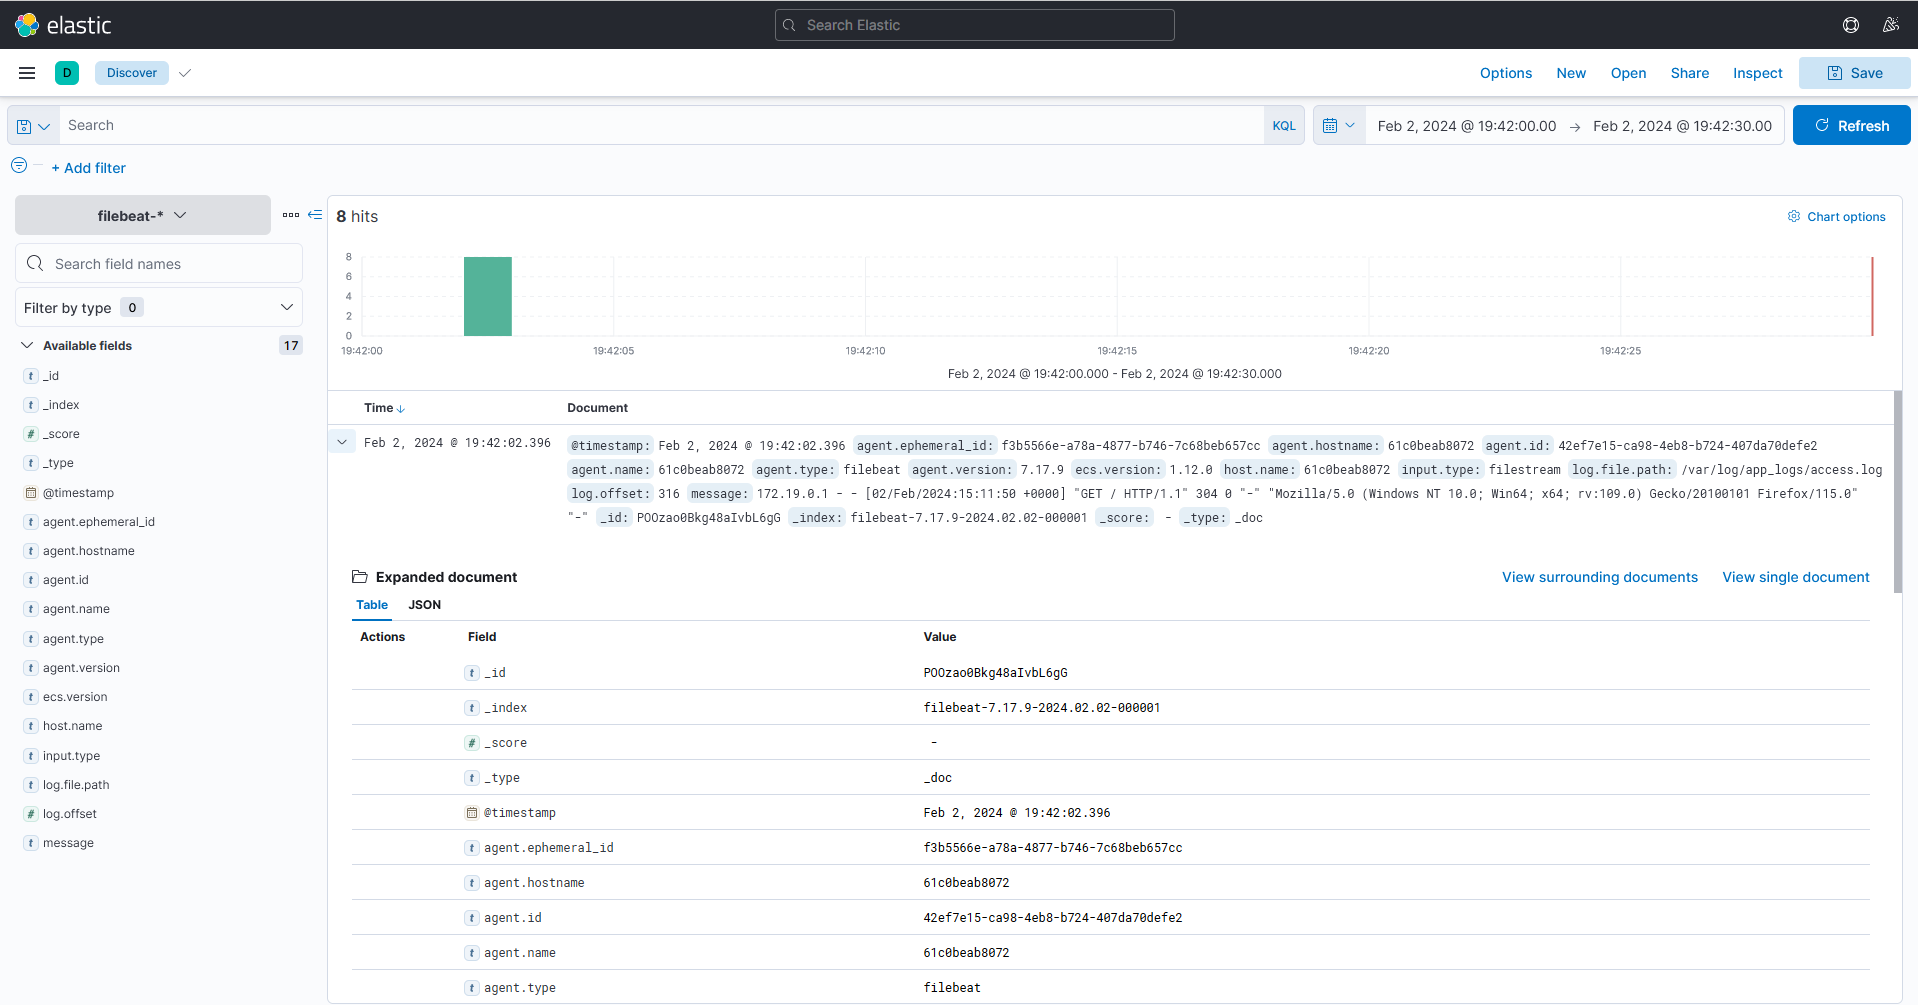 elastic
Search Elastic
D
Discover
Options
New
Open
Share
Inspect
Save
Search
KQL
Feb 2, 2024 @ 19:42:00.00 → Feb 2, 2024 @ 19:42:30.00
Refresh
+ Add filter
filebeat-*
Search field names
Filter by type 0
Available fields 17
t _id
t _index
# _score
t _type
@timestamp
t agent.ephemeral_id
t agent.hostname
t agent.id
t agent.name
t agent.type
t agent.version
t ecs.version
t host.name
t input.type
t log.file.path
# log.offset
t message
8 hits
Chart options
8
6
4
2
0
19:42:00 19:42:05 19:42:10 19:42:15 19:42:20 19:42:25
Feb 2, 2024 @ 19:42:00.000 - Feb 2, 2024 @ 19:42:30.000
Time ↓ Document
Feb 2, 2024 @ 19:42:02.396
@timestamp: Feb 2, 2024 @ 19:42:02.396 agent.ephemeral_id: f3b5566e-a78a-4877-b746-7c68beb657cc agent.hostname: 61c0beab8072 agent.id: 42ef7e15-ca98-4eb8-b724-407da70defe2
agent.name: 61c0beab8072 agent.type: filebeat agent.version: 7.17.9 ecs.version: 1.12.0 host.name: 61c0beab8072 input.type: filestream log.file.path: /var/log/app_logs/access.log
log.offset: 316 message: 172.19.0.1 - - [02/Feb/2024:15:11:50 +0000] "GET / HTTP/1.1" 304 0 "-" "Mozilla/5.0 (Windows NT 10.0; Win64; x64; rv:109.0) Gecko/20100101 Firefox/115.0"
"-" _id: POOzao0Bkg48aIvbL6gG _index: filebeat-7.17.9-2024.02.02-000001 _score: - _type: _doc
Expanded document
View surrounding documents
View single document
Table JSON
Actions Field Value
t _id POOzao0Bkg48aIvbL6gG
t _index filebeat-7.17.9-2024.02.02-000001
# _score -
t _type _doc
@timestamp Feb 2, 2024 @ 19:42:02.396
t agent.ephemeral_id f3b5566e-a78a-4877-b746-7c68beb657cc
t agent.hostname 61c0beab8072
t agent.id 42ef7e15-ca98-4eb8-b724-407da70defe2
t agent.name 61c0beab8072
t agent.type filebeat